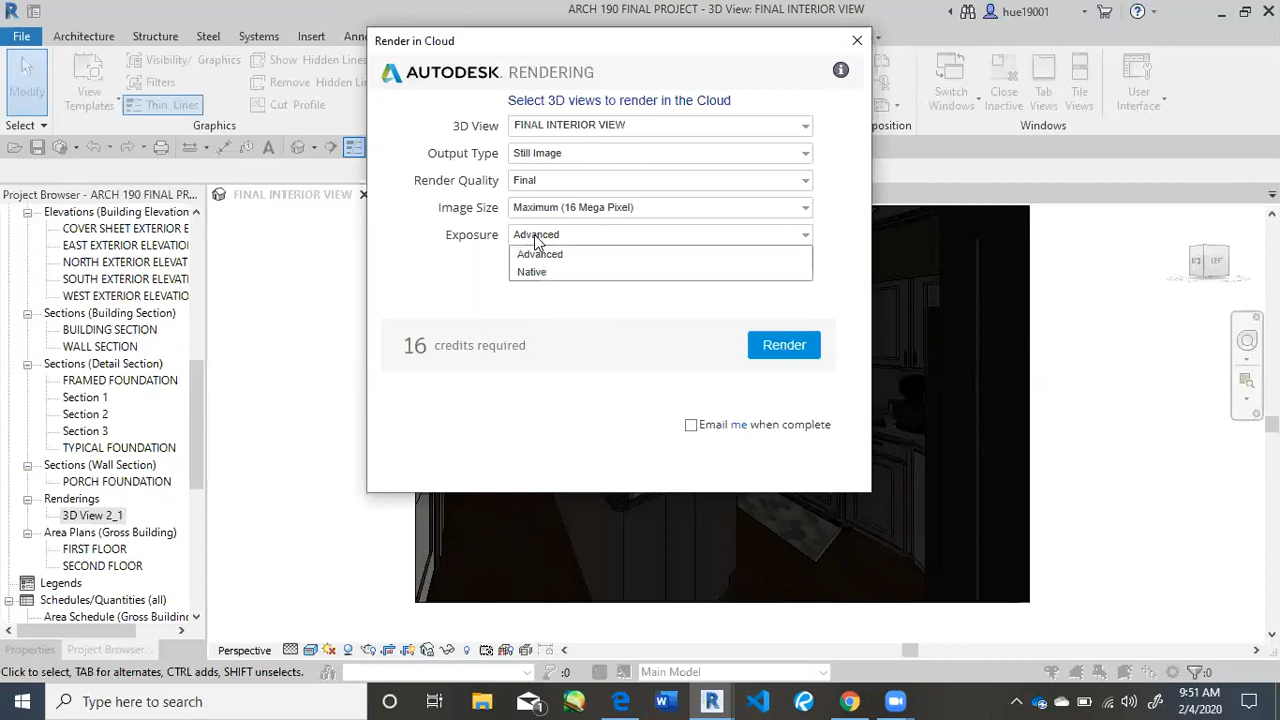 ARCH 190 FINAL PROJECT - 3D View: FINAL INTERIOR VIEW
hue19001
File
Architecture
Structure
Steel
Systems
Insert
Modify
View Templates
Visibility/ Graphics
Filters
Thin Lines
Show Hidden Lines
Remove Hidden Lines
Cut Profile
Switch Windows
Close Inactive
Tab Views
Tile Views
User Interface
Select
Graphics
Windows
Project Browser - ARCH 190 FINAL PR...
FINAL INTERIOR VIEW
Elevations (Building Elevation
COVER SHEET EXTERIOR E
EAST EXTERIOR ELEVATIO
NORTH EXTERIOR ELEVAT
SOUTH EXTERIOR ELEVAT
WEST EXTERIOR ELEVATIO
Sections (Building Section)
BUILDING SECTION
WALL SECTION
Sections (Detail Section)
FRAMED FOUNDATION
Section 1
Section 2
Section 3
TYPICAL FOUNDATION
Sections (Wall Section)
PORCH FOUNDATION
Renderings
3D View 2_1
Area Plans (Gross Building)
FIRST FLOOR
SECOND FLOOR
Legends
Schedules/Quantities (all)
Area Schedule (Gross Building
Properties
Project Browser...
Render in Cloud
AUTODESK. RENDERING
Select 3D views to render in the Cloud
3D View FINAL INTERIOR VIEW
Output Type Still Image
Render Quality Final
Image Size Maximum (16 Mega Pixel)
Exposure Advanced
Advanced
Native
16 credits required
Render
Email me when complete
Perspective
Click to select, TAB for alternates, CTRL adds, SHIFT unselects.
:0
Main Model
:0
Type here to search
9:51 AM
2/4/2020